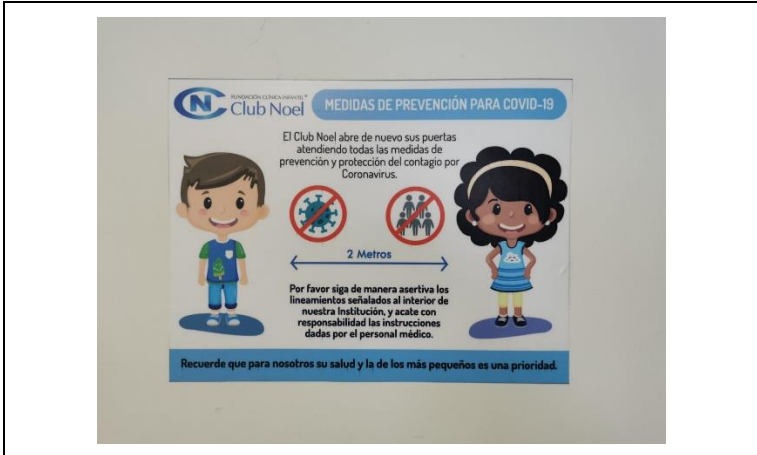 FUNDACIÓN CLÍNICA INFANTIL
Club Noel
MEDIDAS DE PREVENCIÓN PARA COVID-19
El Club Noel abre de nuevo sus puertas
atendiendo todas las medidas de
prevención y protección del contagio por
Coronavirus.
2 Metros
Por favor siga de manera asertiva los
lineamientos señalados al interior de
nuestra Institución, y acate con
responsabilidad las instrucciones
dadas por el personal médico.
Recuerde que para nosotros su salud y la de los más pequeños es una prioridad.